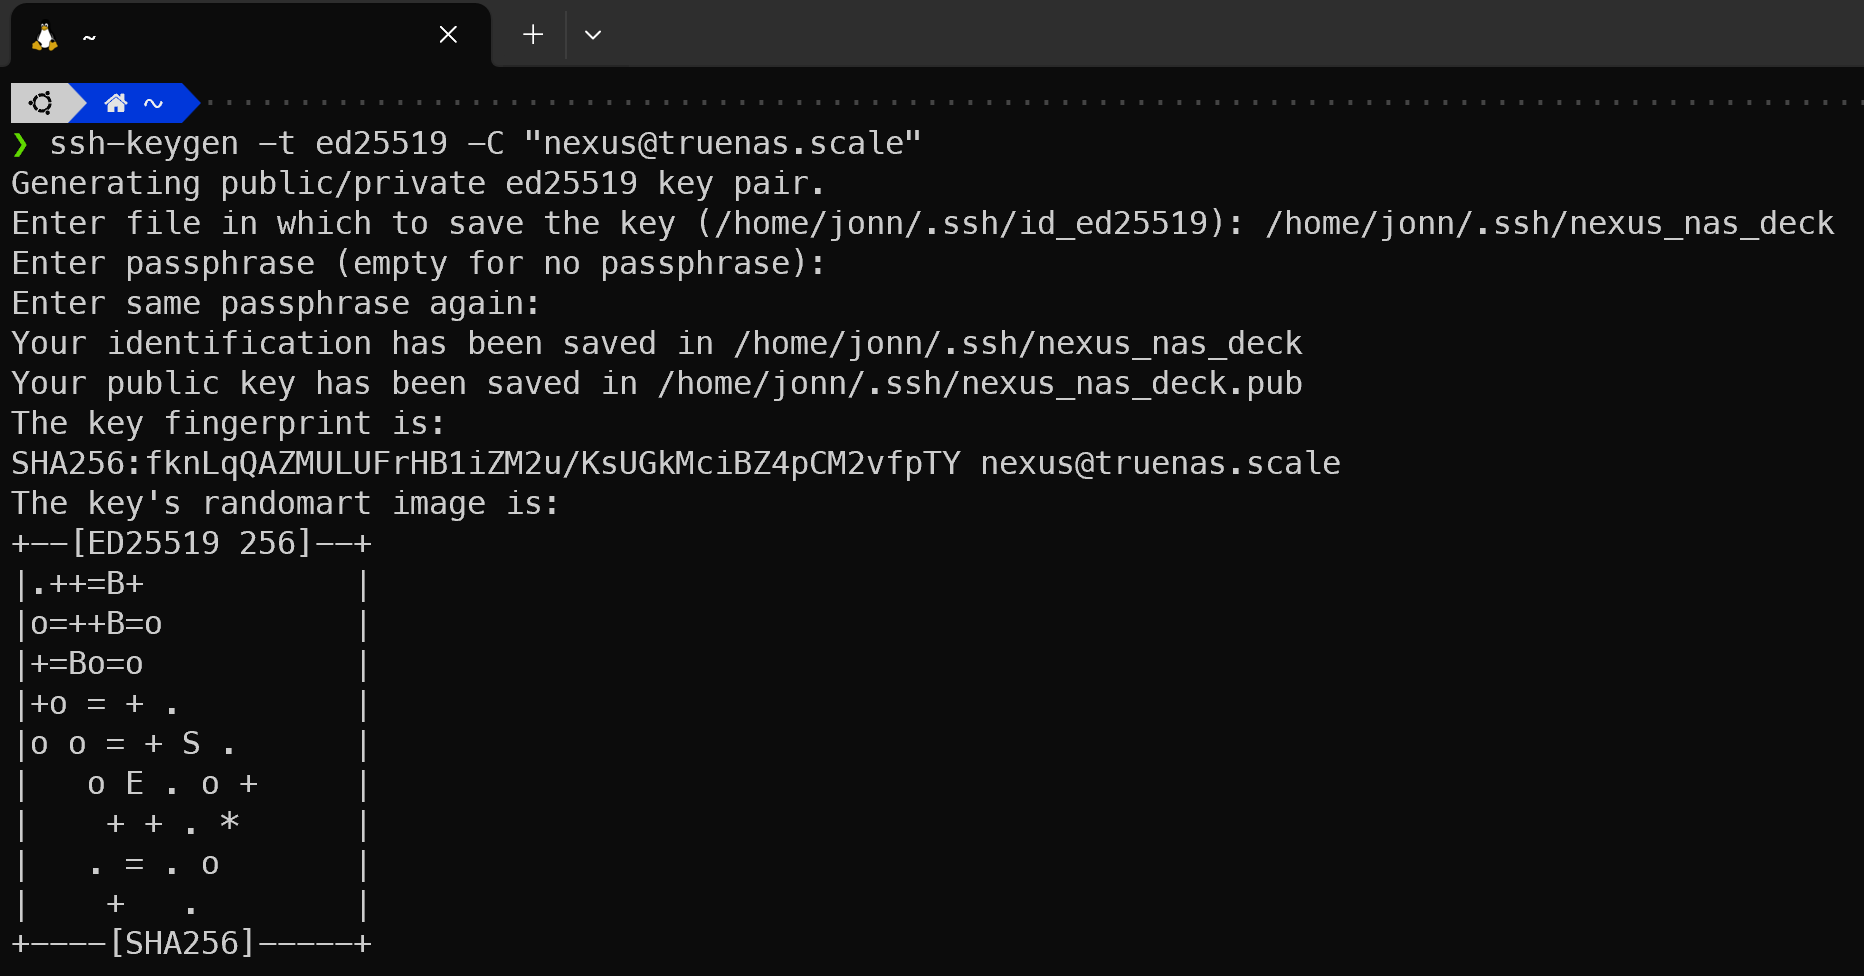 ~
~
❯ ssh-keygen -t ed25519 -C "nexus@truenas.scale"
Generating public/private ed25519 key pair.
Enter file in which to save the key (/home/jonn/.ssh/id_ed25519): /home/jonn/.ssh/nexus_nas_deck
Enter passphrase (empty for no passphrase):
Enter same passphrase again:
Your identification has been saved in /home/jonn/.ssh/nexus_nas_deck
Your public key has been saved in /home/jonn/.ssh/nexus_nas_deck.pub
The key fingerprint is:
SHA256:fknLqQAZMULUFrHB1iZM2u/KsUGkMciBZ4pCM2vfpTY nexus@truenas.scale
The key's randomart image is:
+--[ED25519 256]--+
|.++=B+           |
|o=++B=o          |
|+=Bo=o           |
|+o = + .         |
|o o = + S .      |
|   o E . o +     |
|    + + . *      |
|   . = . o       |
|    +   .        |
+----[SHA256]-----+